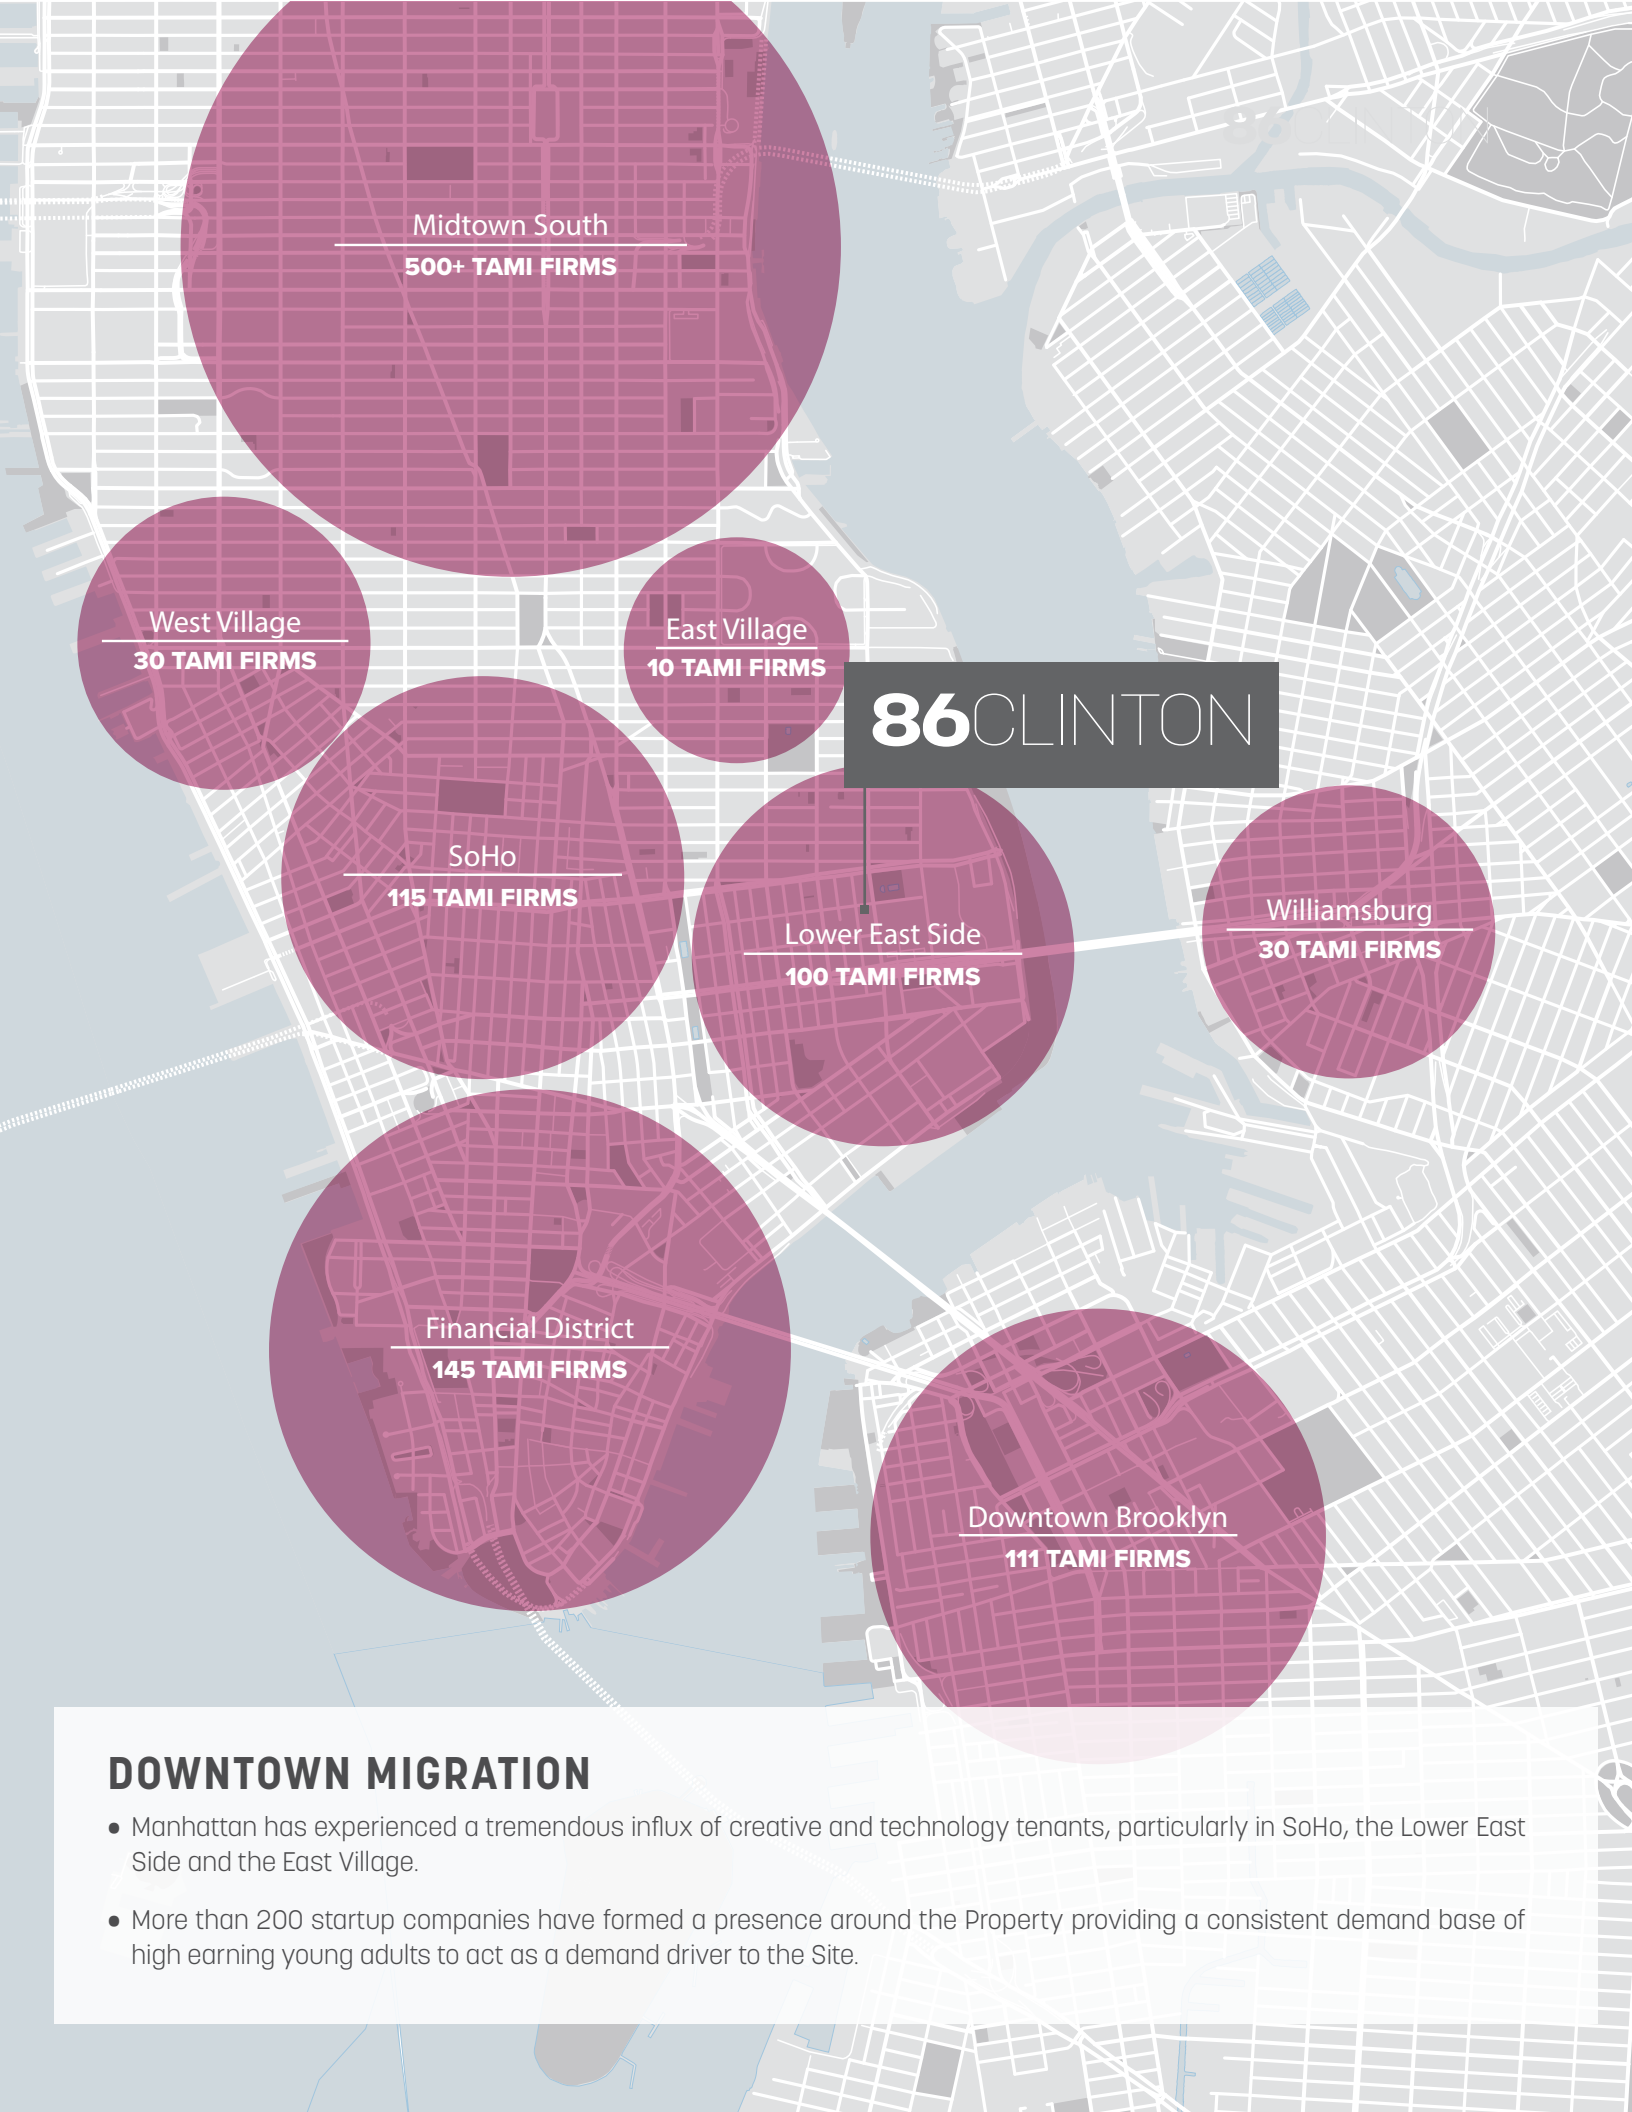 86CLINTON
Midtown South
500+ TAMI FIRMS
West Village
30 TAMI FIRMS
East Village
10 TAMI FIRMS
86CLINTON
SoHo
115 TAMI FIRMS
Lower East Side
100 TAMI FIRMS
Williamsburg
30 TAMI FIRMS
Financial District
145 TAMI FIRMS
Downtown Brooklyn
111 TAMI FIRMS
DOWNTOWN MIGRATION
• Manhattan has experienced a tremendous influx of creative and technology tenants, particularly in SoHo, the Lower East
Side and the East Village.
• More than 200 startup companies have formed a presence around the Property providing a consistent demand base of
high earning young adults to act as a demand driver to the Site.